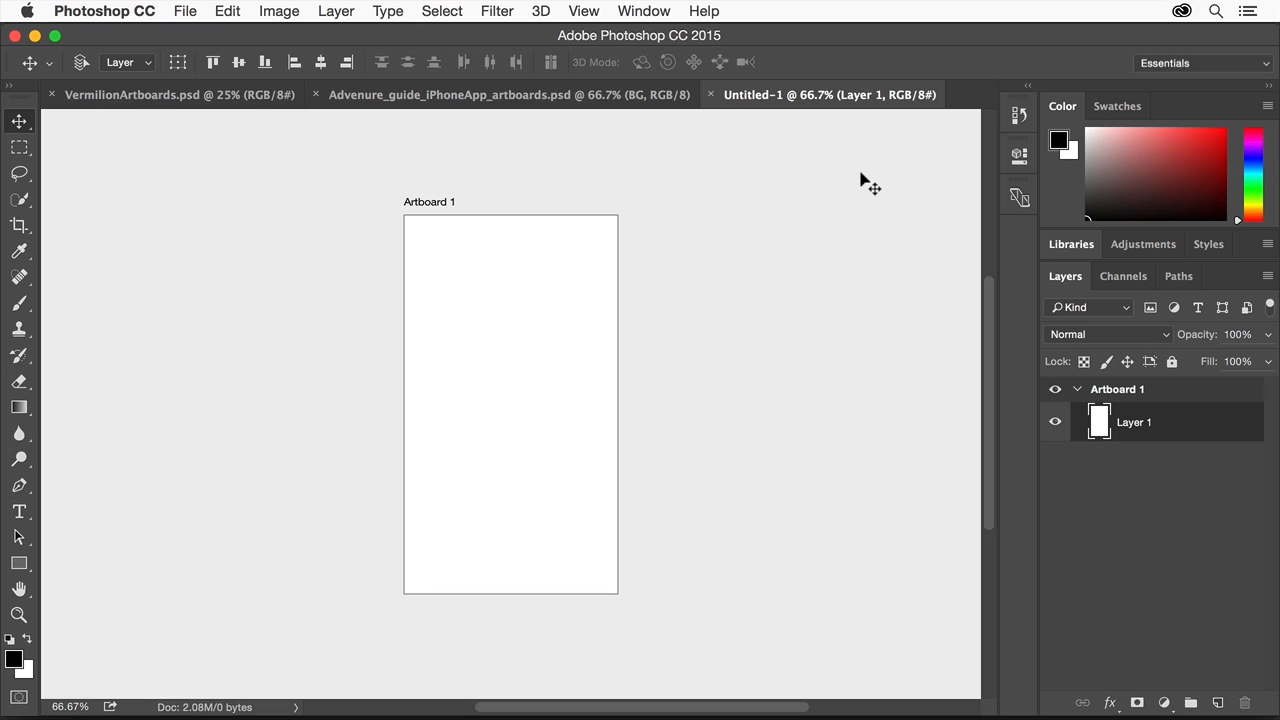 Photoshop CC File Edit Image Layer Type Select Filter 3D View Window Help
Adobe Photoshop CC 2015
Layer 3D Mode: Essentials
VermilionArtboards.psd @ 25% (RGB/8#) Advenure_guide_iPhoneApp_artboards.psd @ 66.7% (BG, RGB/8) Untitled-1 @ 66.7% (Layer 1, RGB/8#)
Color Swatches
Artboard 1
Libraries Adjustments Styles
Layers Channels Paths
Kind
Normal Opacity: 100%
Lock: Fill: 100%
Artboard 1
Layer 1
66.67% Doc: 2.08M/0 bytes